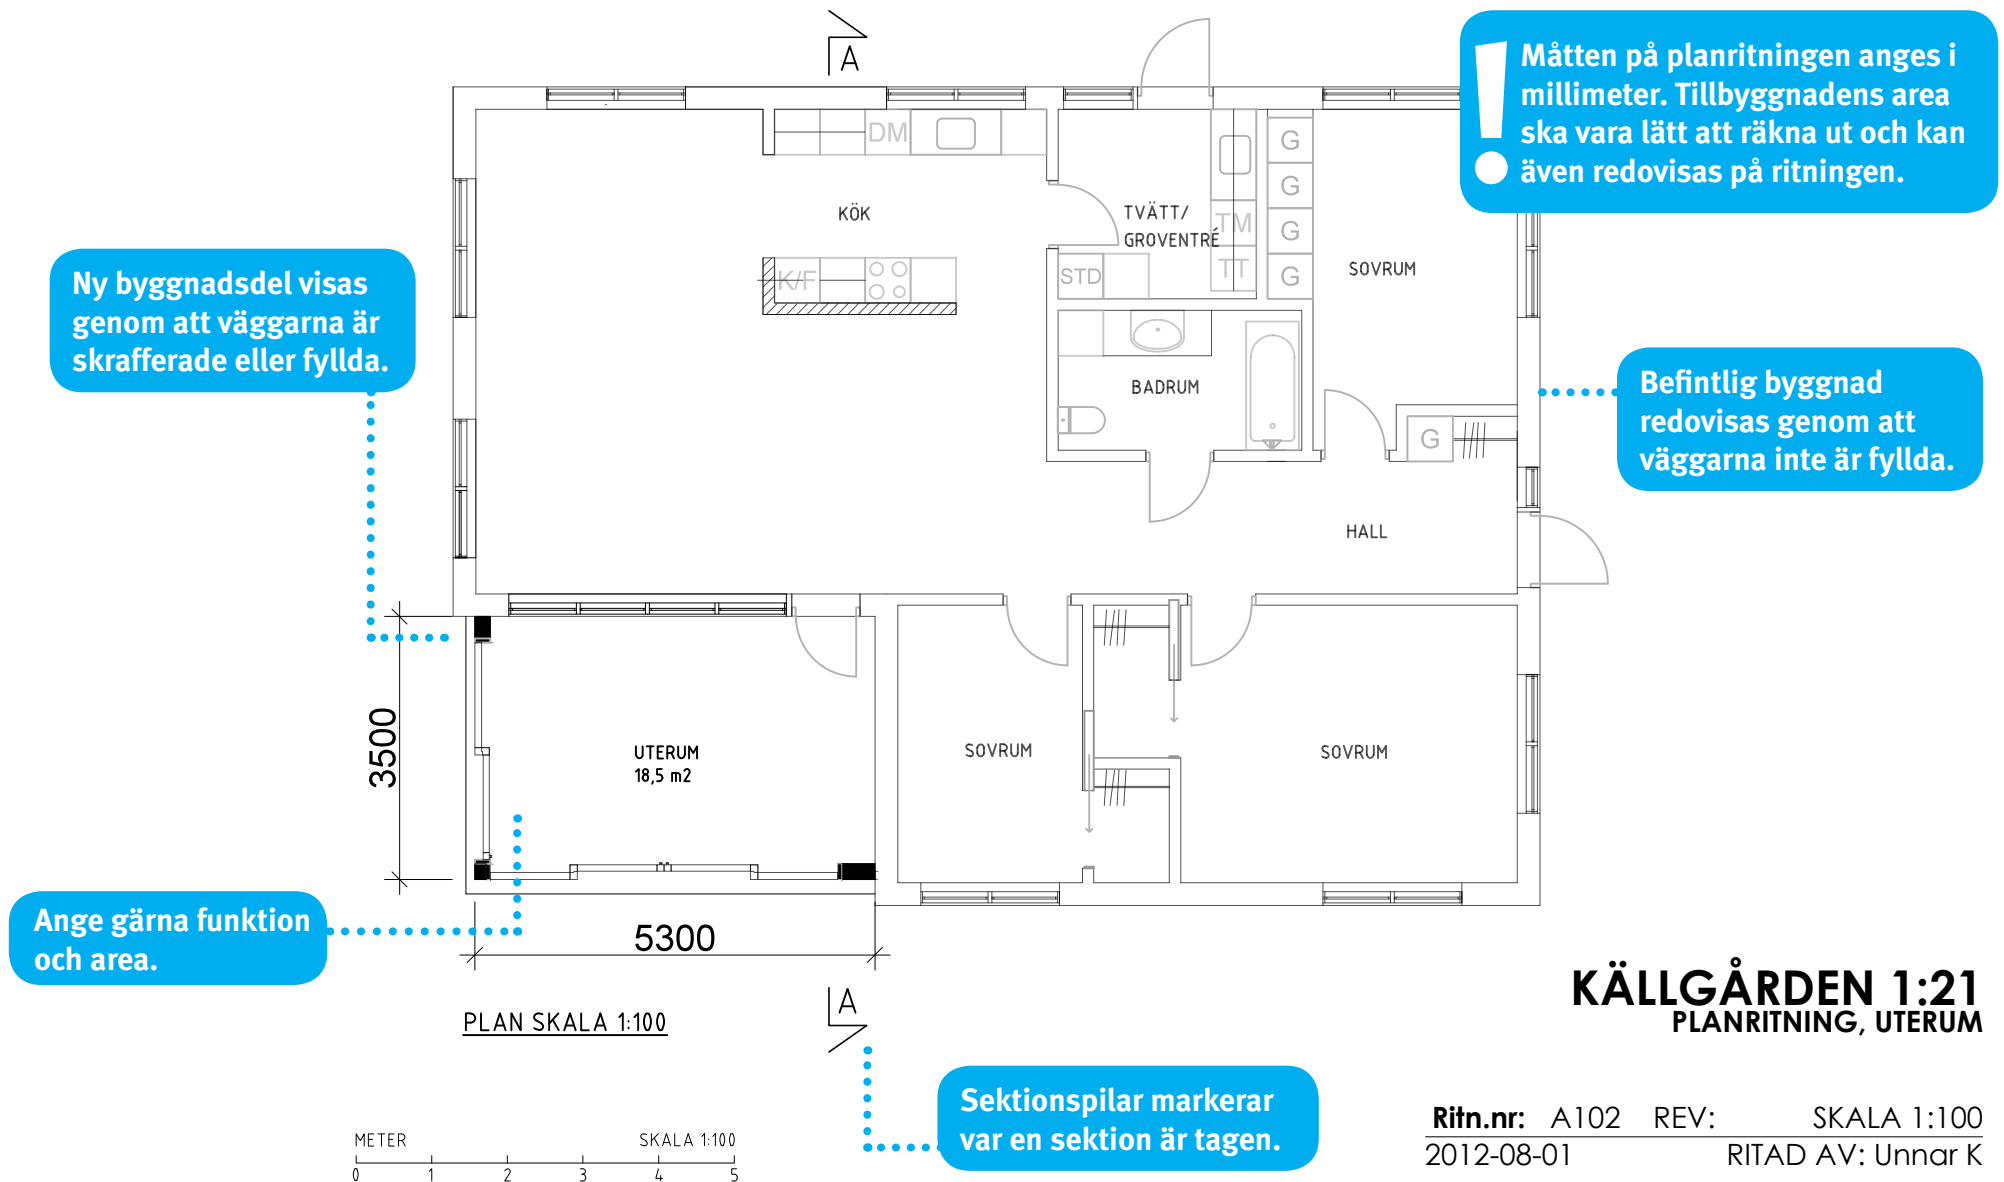 A
Måtten på planritningen anges i
millimeter. Tillbyggnadens area
ska vara lätt att räkna ut och kan
även redovisas på ritningen.
!
DM
G
G
G
G
KÖK
TVÄTT/
GROVENTRÉ
TM
TT
STD
K/F
SOVRUM
Ny byggnadsdel visas
genom att väggarna är
skrafferade eller fyllda.
BADRUM
G
Befintlig byggnad
redovisas genom att
väggarna inte är fyllda.
HALL
3500
UTERUM
18,5 m2
SOVRUM
SOVRUM
Ange gärna funktion
och area.
5300
PLAN SKALA 1:100
A
KÄLLGÅRDEN 1:21
PLANRITNING, UTERUM
Sektionspilar markerar
var en sektion är tagen.
METER SKALA 1:100
0 1 2 3 4 5
Ritn.nr: A102 REV: SKALA 1:100
2012-08-01 RITAD AV: Unnar K